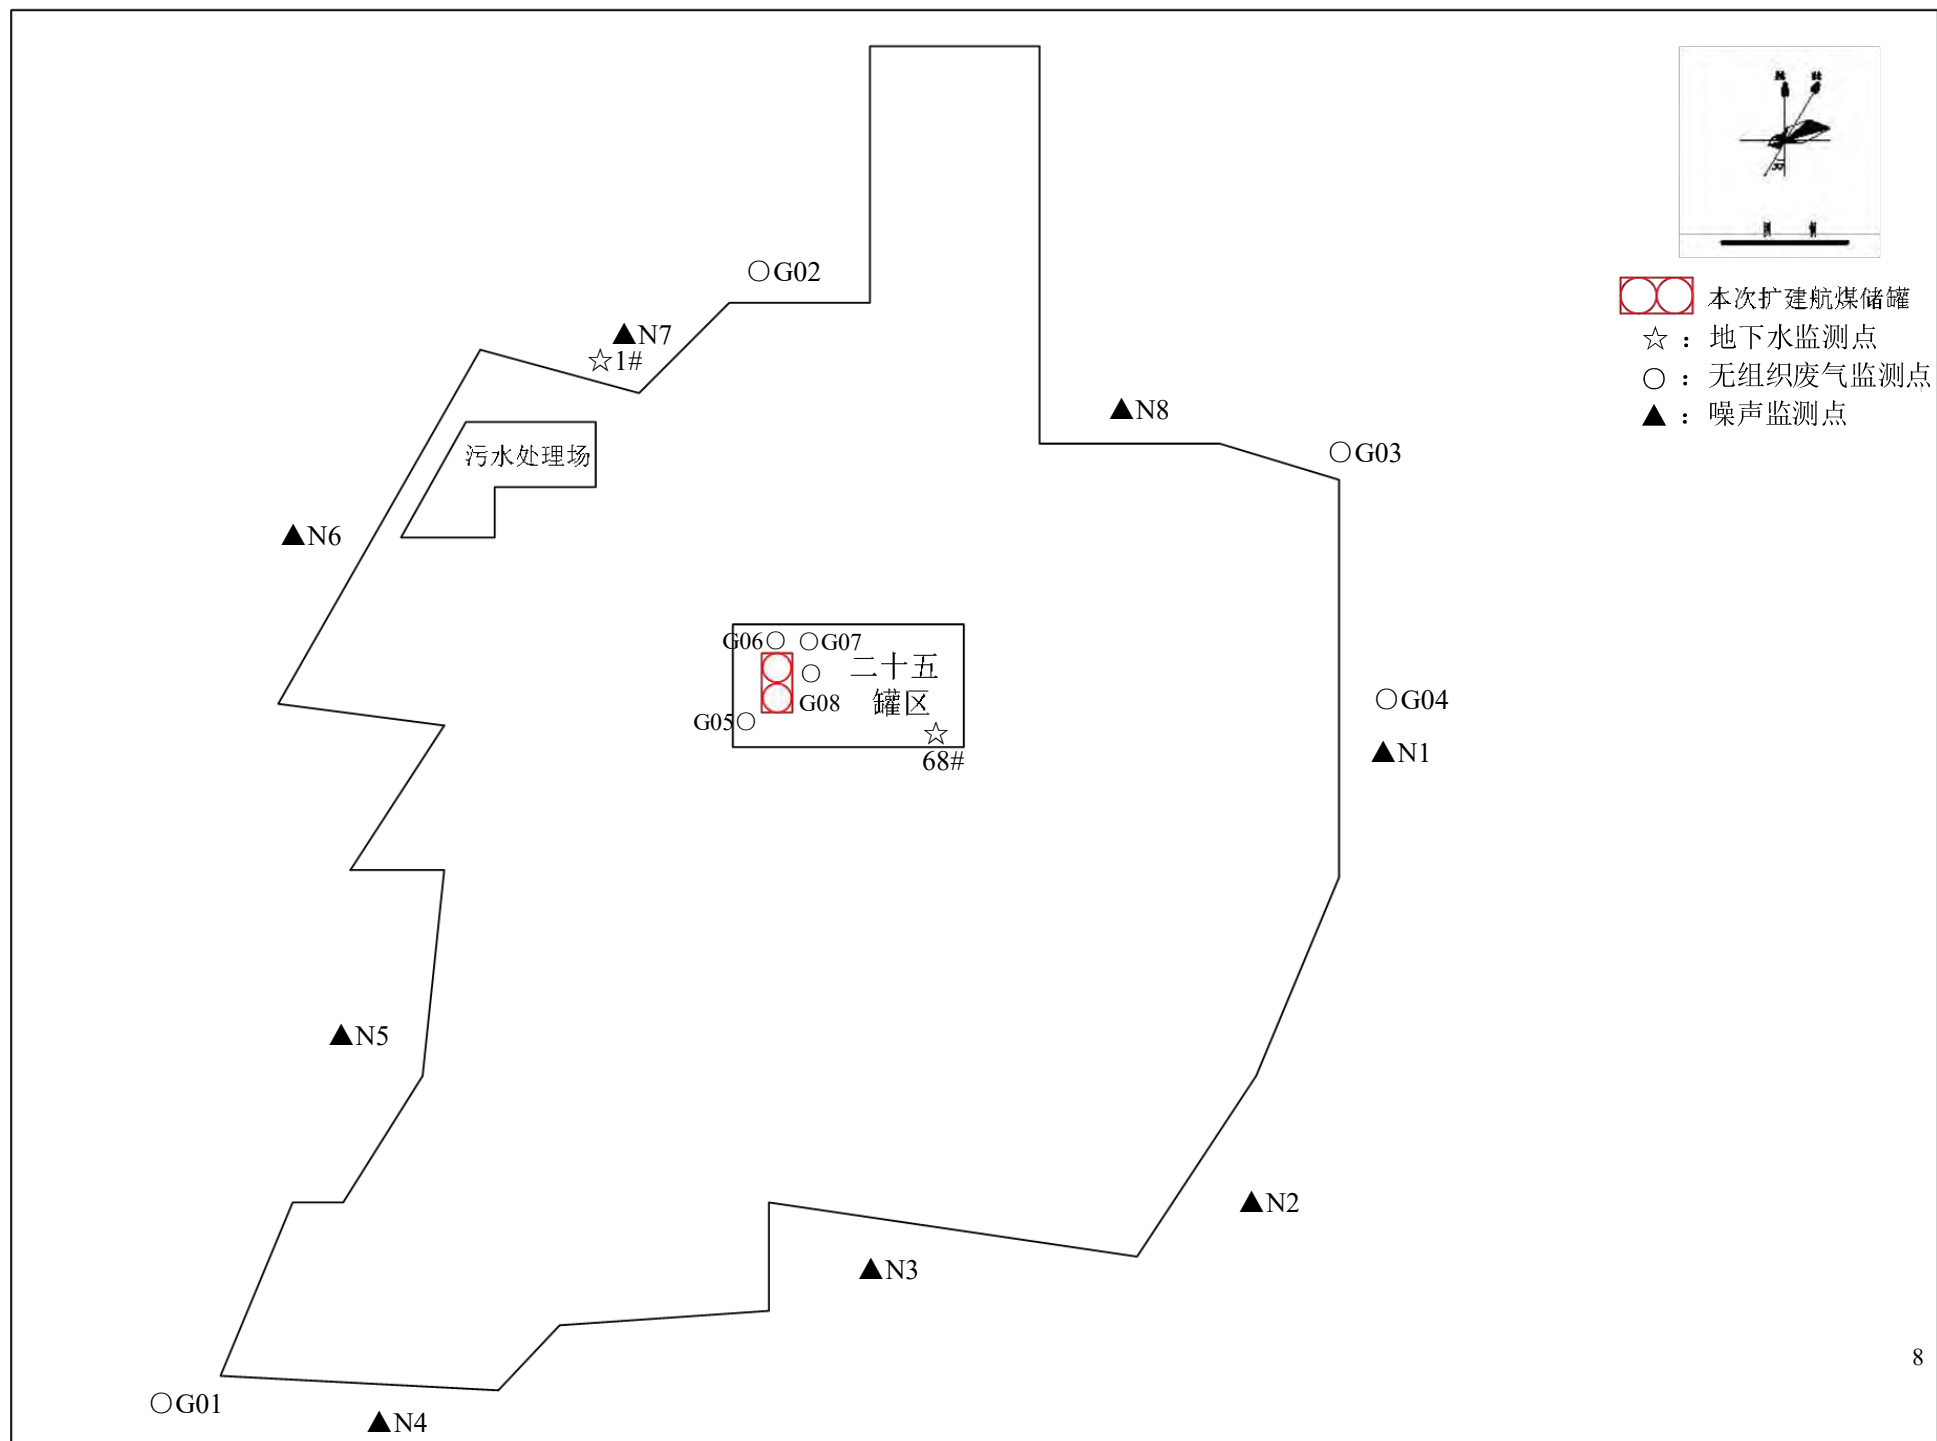 ○G02
▲N7
☆1#
本次扩建航煤储罐
☆：地下水监测点
○：无组织废气监测点
▲：噪声监测点
▲N8
○G03
污水处理场
▲N6
G06○ ○G07
二十五
罐区
G08
G05○
☆
68#
○G04
▲N1
▲N5
▲N2
▲N3
8
○G01
▲N4